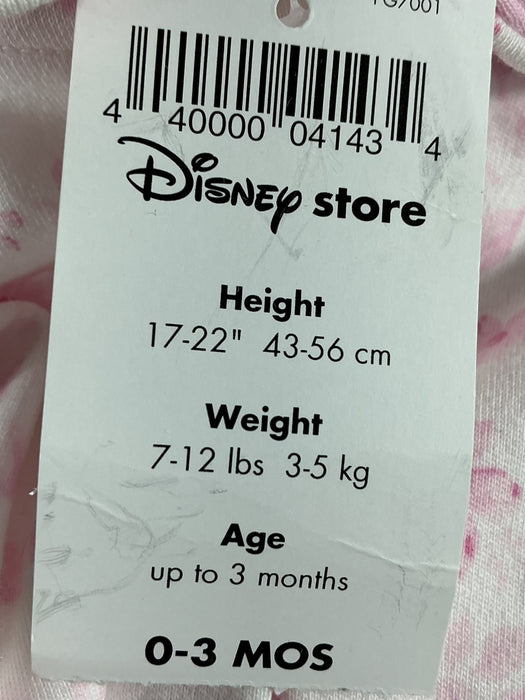 4 40000 04143 4
Disney store
Height
17-22" 43-56 cm
Weight
7-12 lbs 3-5 kg
Age
up to 3 months
0-3 MOS